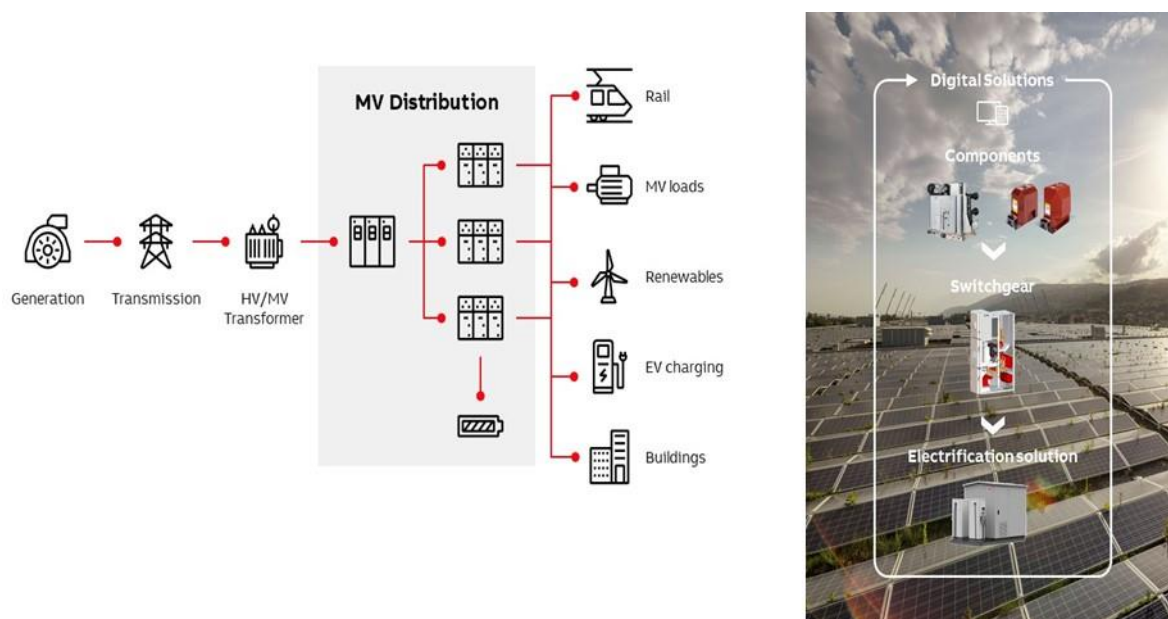 MV Distribution
Generation
Transmission
HV/MV
Transformer
Rail
MV loads
Renewables
EV charging
Buildings
Digital Solutions
Components
Switchgear
Electrification solution